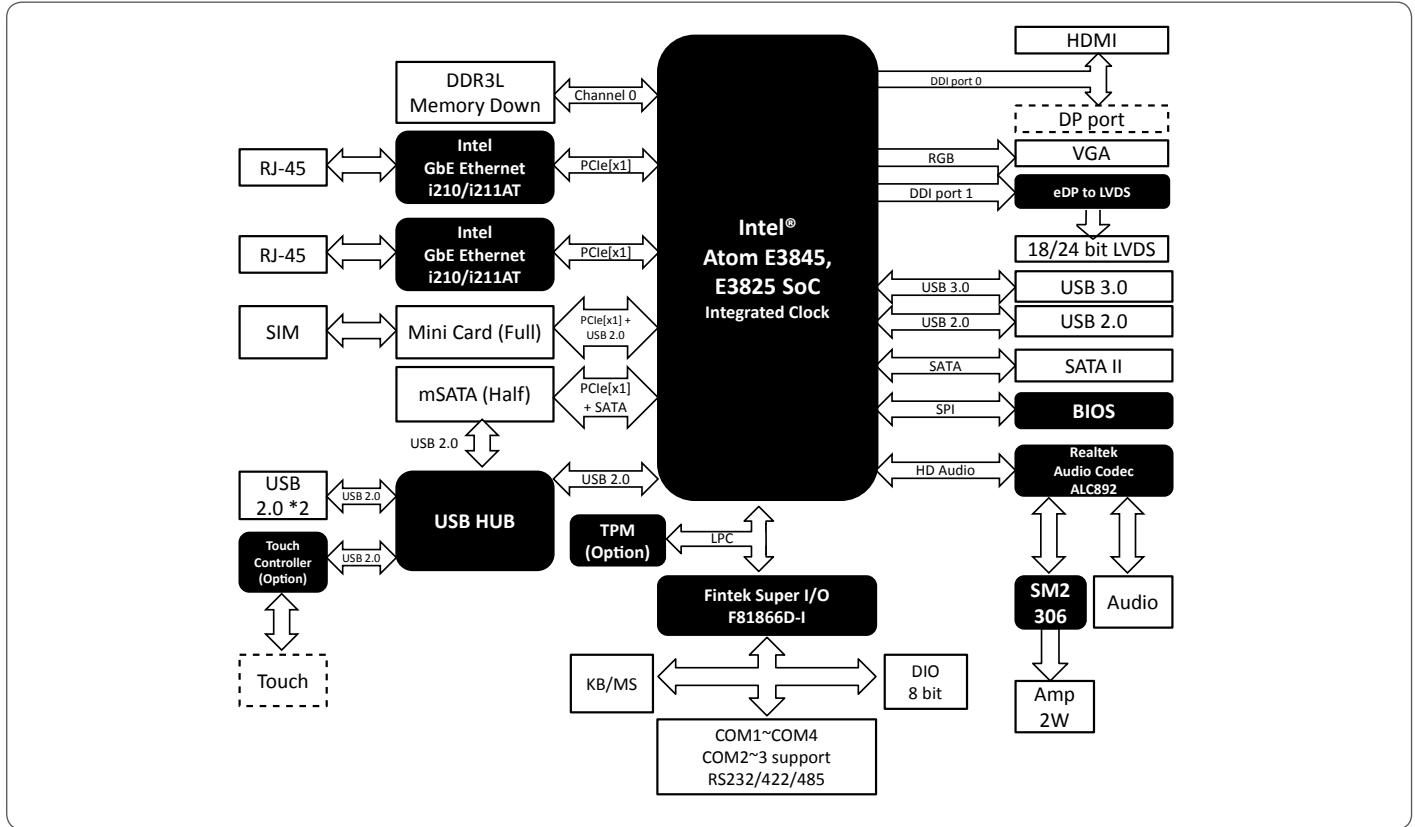 DDR3L
Memory Down
Channel 0
RJ-45
Intel
GbE Ethernet
i210/i211AT
PCIe[x1]
RJ-45
Intel
GbE Ethernet
i210/i211AT
PCIe[x1]
SIM
Mini Card (Full)
PCIe[x1] +
USB 2.0
mSATA (Half)
PCIe[x1]
+ SATA
USB 2.0
USB
2.0 *2
USB 2.0
USB HUB
USB 2.0
Touch
Controller
(Option)
USB 2.0
Touch
Intel®
Atom E3845,
E3825 SoC
Integrated Clock
TPM
(Option)
LPC
Fintek Super I/O
F81866D-I
KB/MS
DIO
8 bit
COM1~COM4
COM2~3 support
RS232/422/485
HDMI
DDI port 0
DP port
RGB
VGA
DDI port 1
eDP to LVDS
18/24 bit LVDS
USB 3.0
USB 3.0
USB 2.0
USB 2.0
SATA
SATA II
SPI
BIOS
HD Audio
Realtek
Audio Codec
ALC892
SM2
306
Audio
Amp
2W